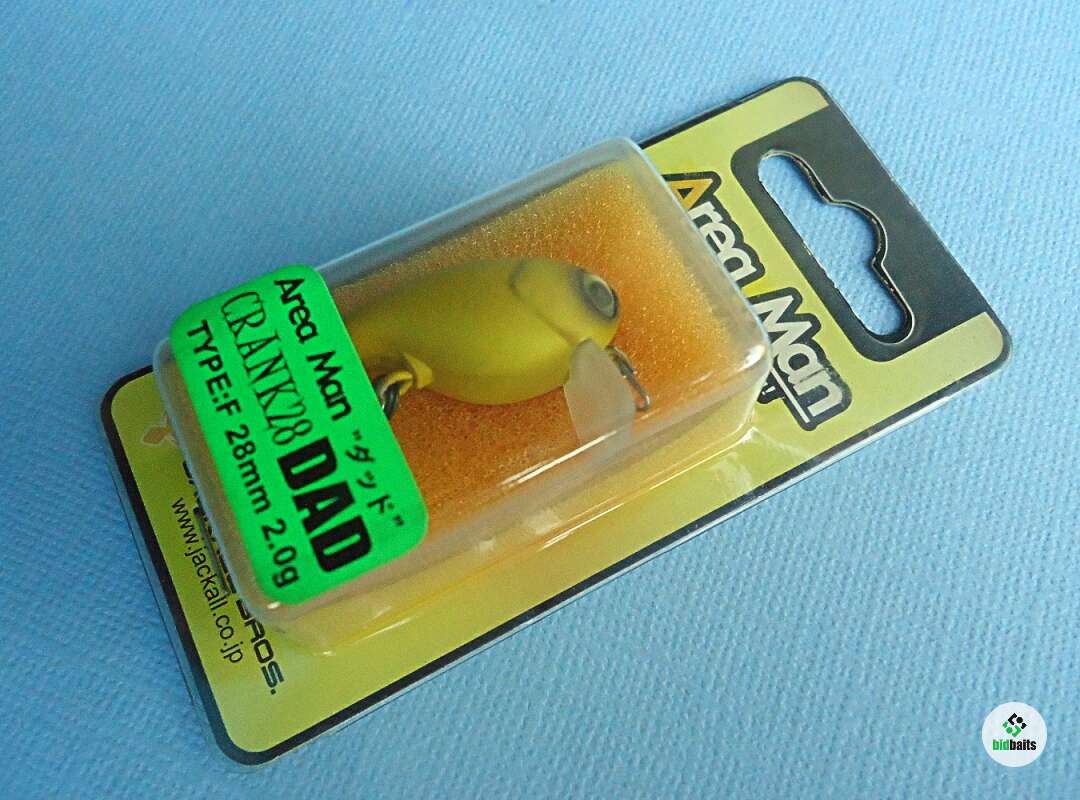 Area Man
Area Man "ダッド"
CRANK28 DAD
TYPE:F 28mm 2.0g
BROS.
www.jackall.co.jp
bidbaits